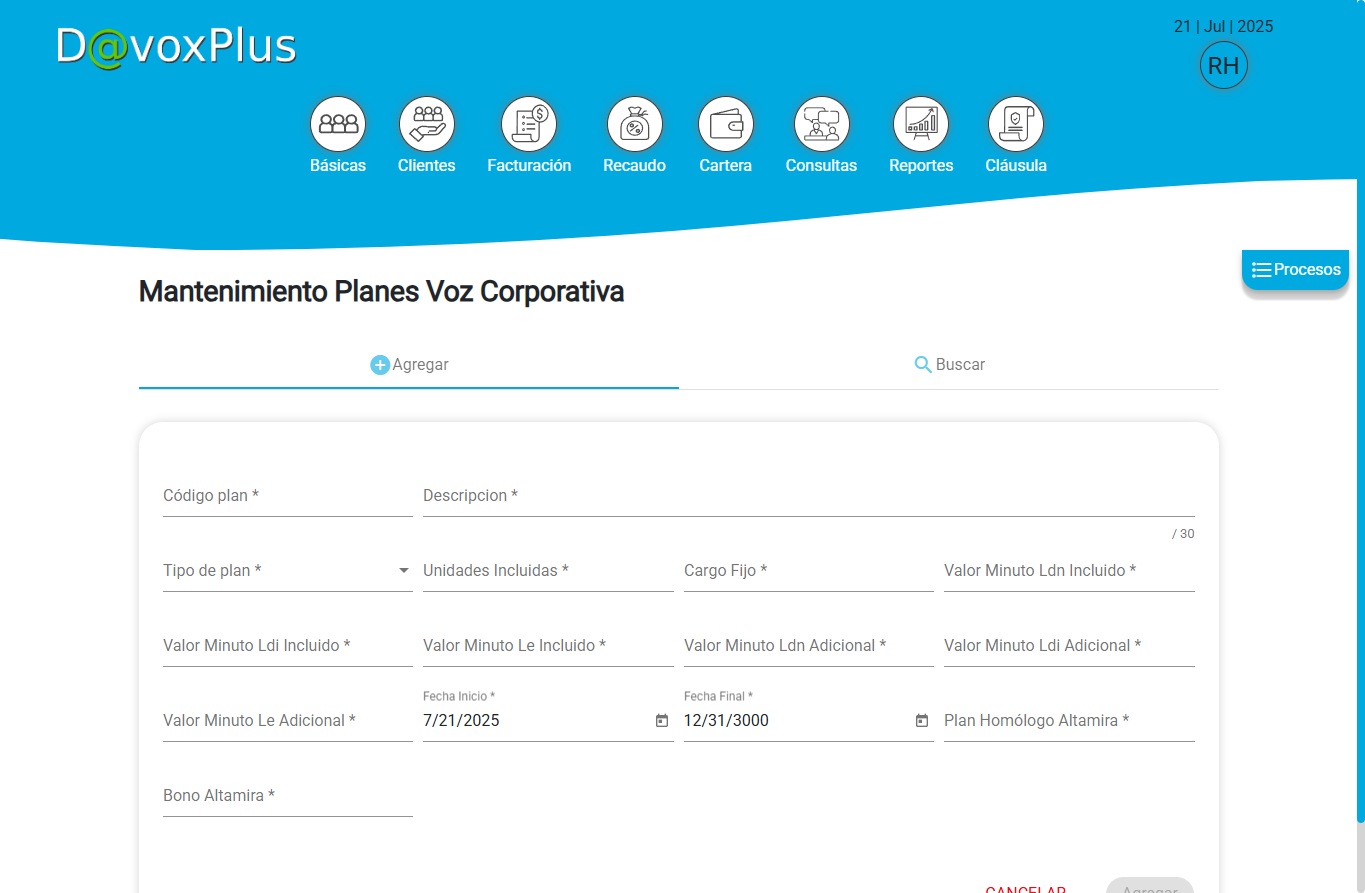 D@voxPlus
21 | Jul | 2025
RH
Básicas Clientes Facturación Recaudo Cartera Consultas Reportes Cláusula
Procesos
Mantenimiento Planes Voz Corporativa
Agregar Buscar
Código plan * Descripcion *
/ 30
Tipo de plan * Unidades Incluidas * Cargo Fijo * Valor Minuto Ldn Incluido *
Valor Minuto Ldi Incluido * Valor Minuto Le Incluido * Valor Minuto Ldn Adicional * Valor Minuto Ldi Adicional *
Fecha Inicio * Fecha Final *
Valor Minuto Le Adicional * 7/21/2025 12/31/3000 Plan Homólogo Altamira *
Bono Altamira *
CANCELAR Agregar